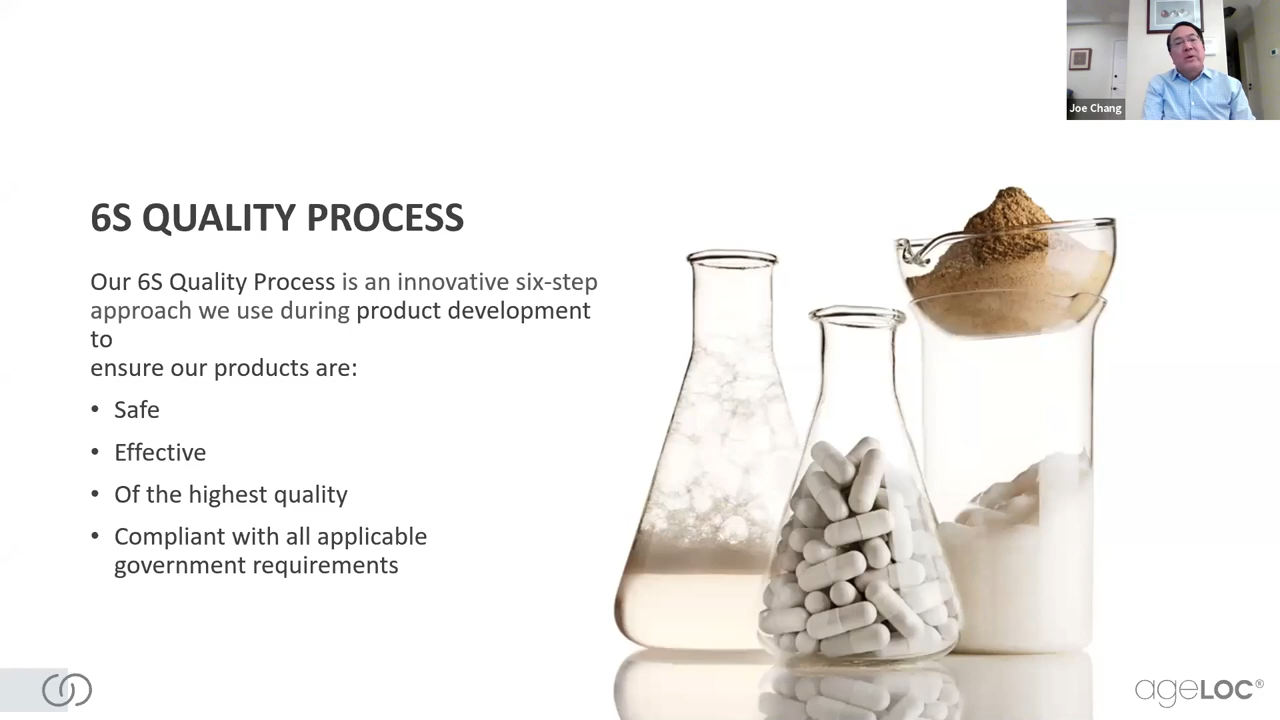 Joe Chang
6S QUALITY PROCESS
Our 6S Quality Process is an innovative six-step
approach we use during product development
to
ensure our products are:
• Safe
• Effective
• Of the highest quality
• Compliant with all applicable
government requirements
ageLOC®